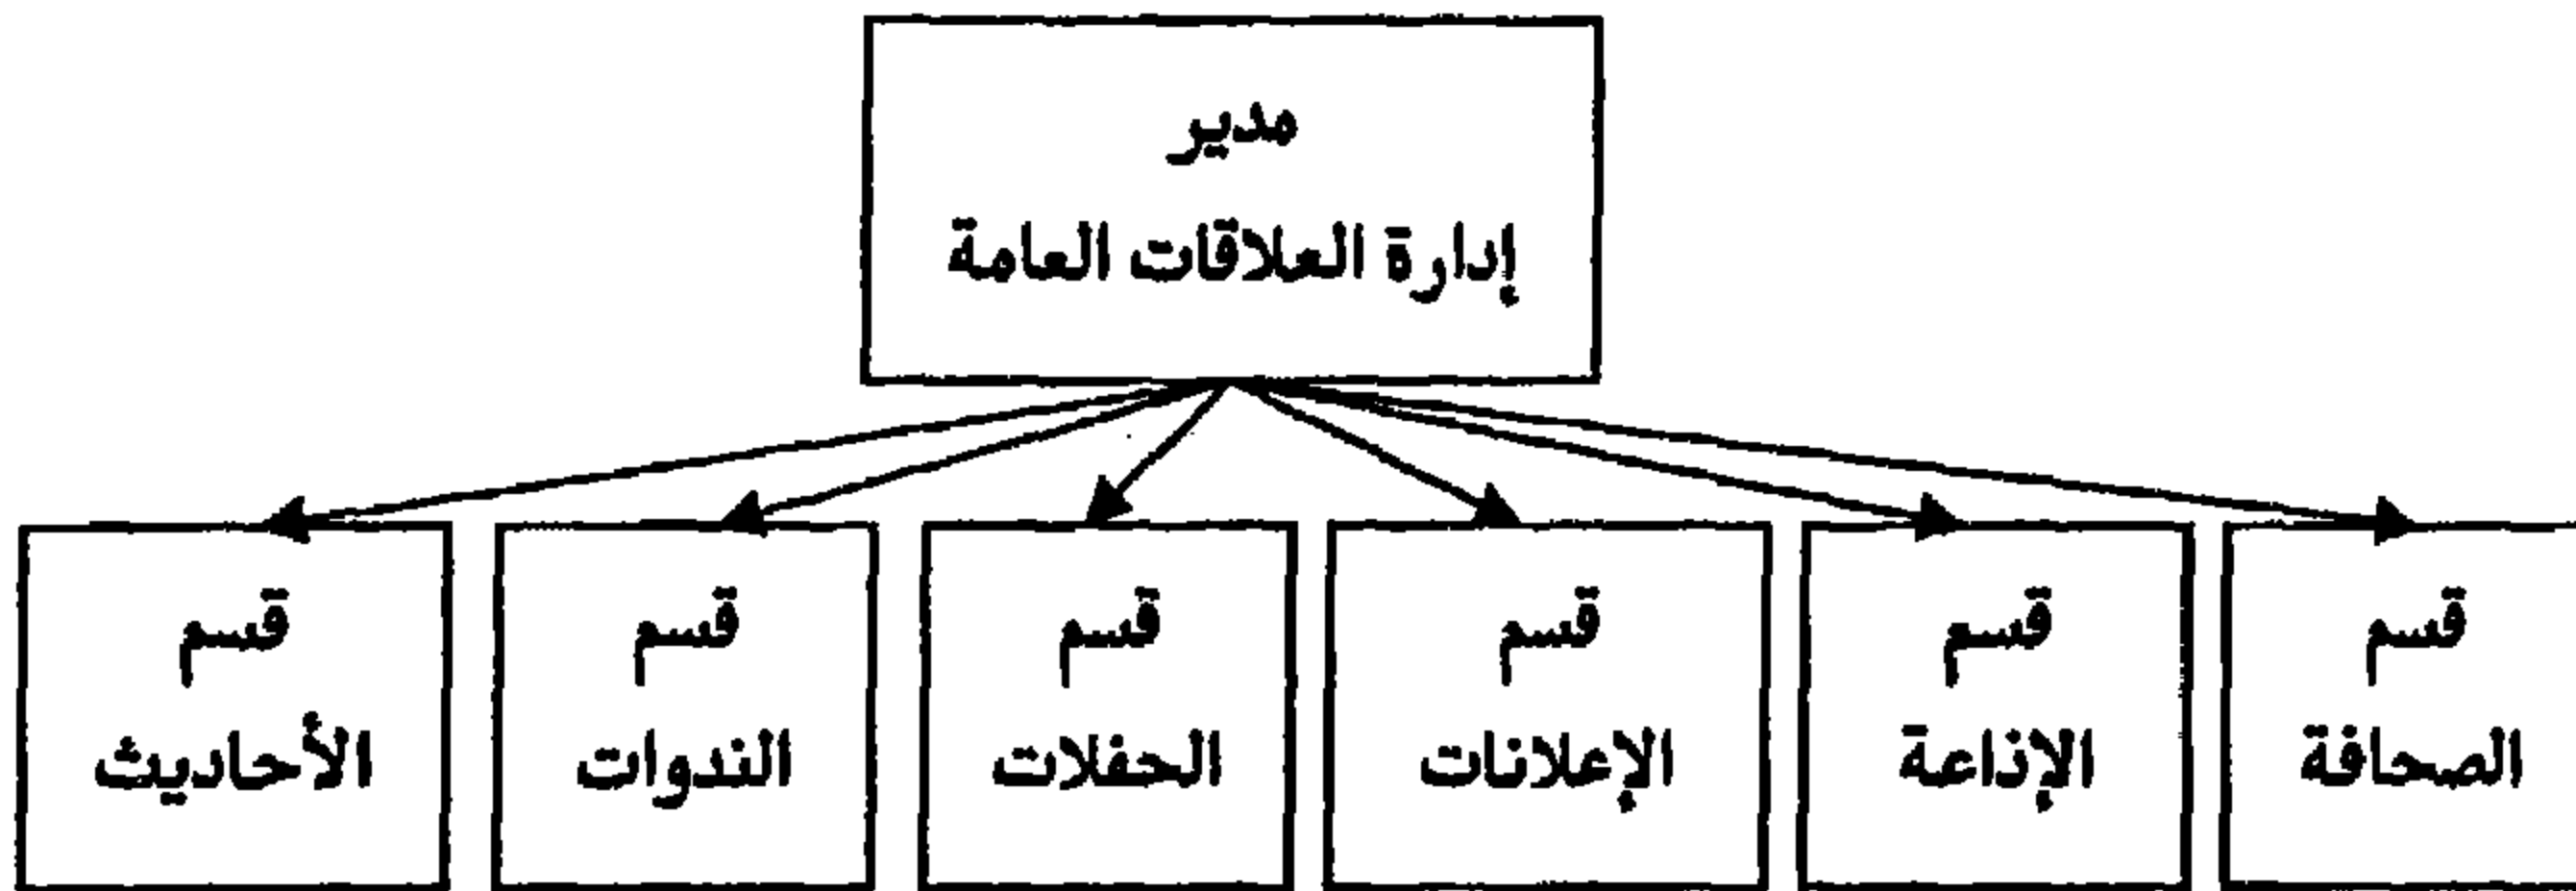 مدير
إدارة العلاقات العامة
قسم
الصحافة
قسم
الإذاعة
قسم
الإعلانات
قسم
الحفلات
قسم
الندوات
قسم
الأحاديث